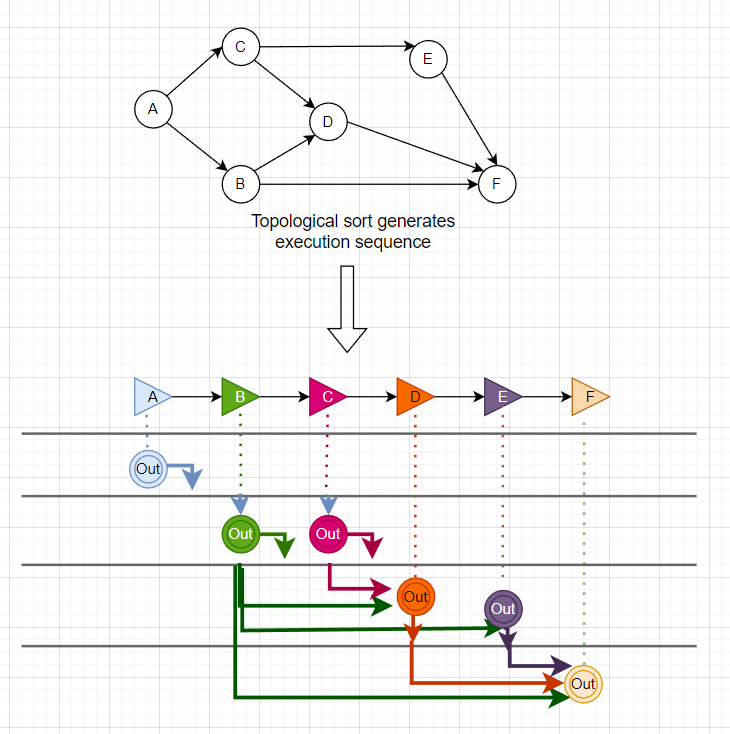 C
E
A
D
B
F
Topological sort generates
execution sequence
A B C D E F
Out
Out Out
Out
Out
Out